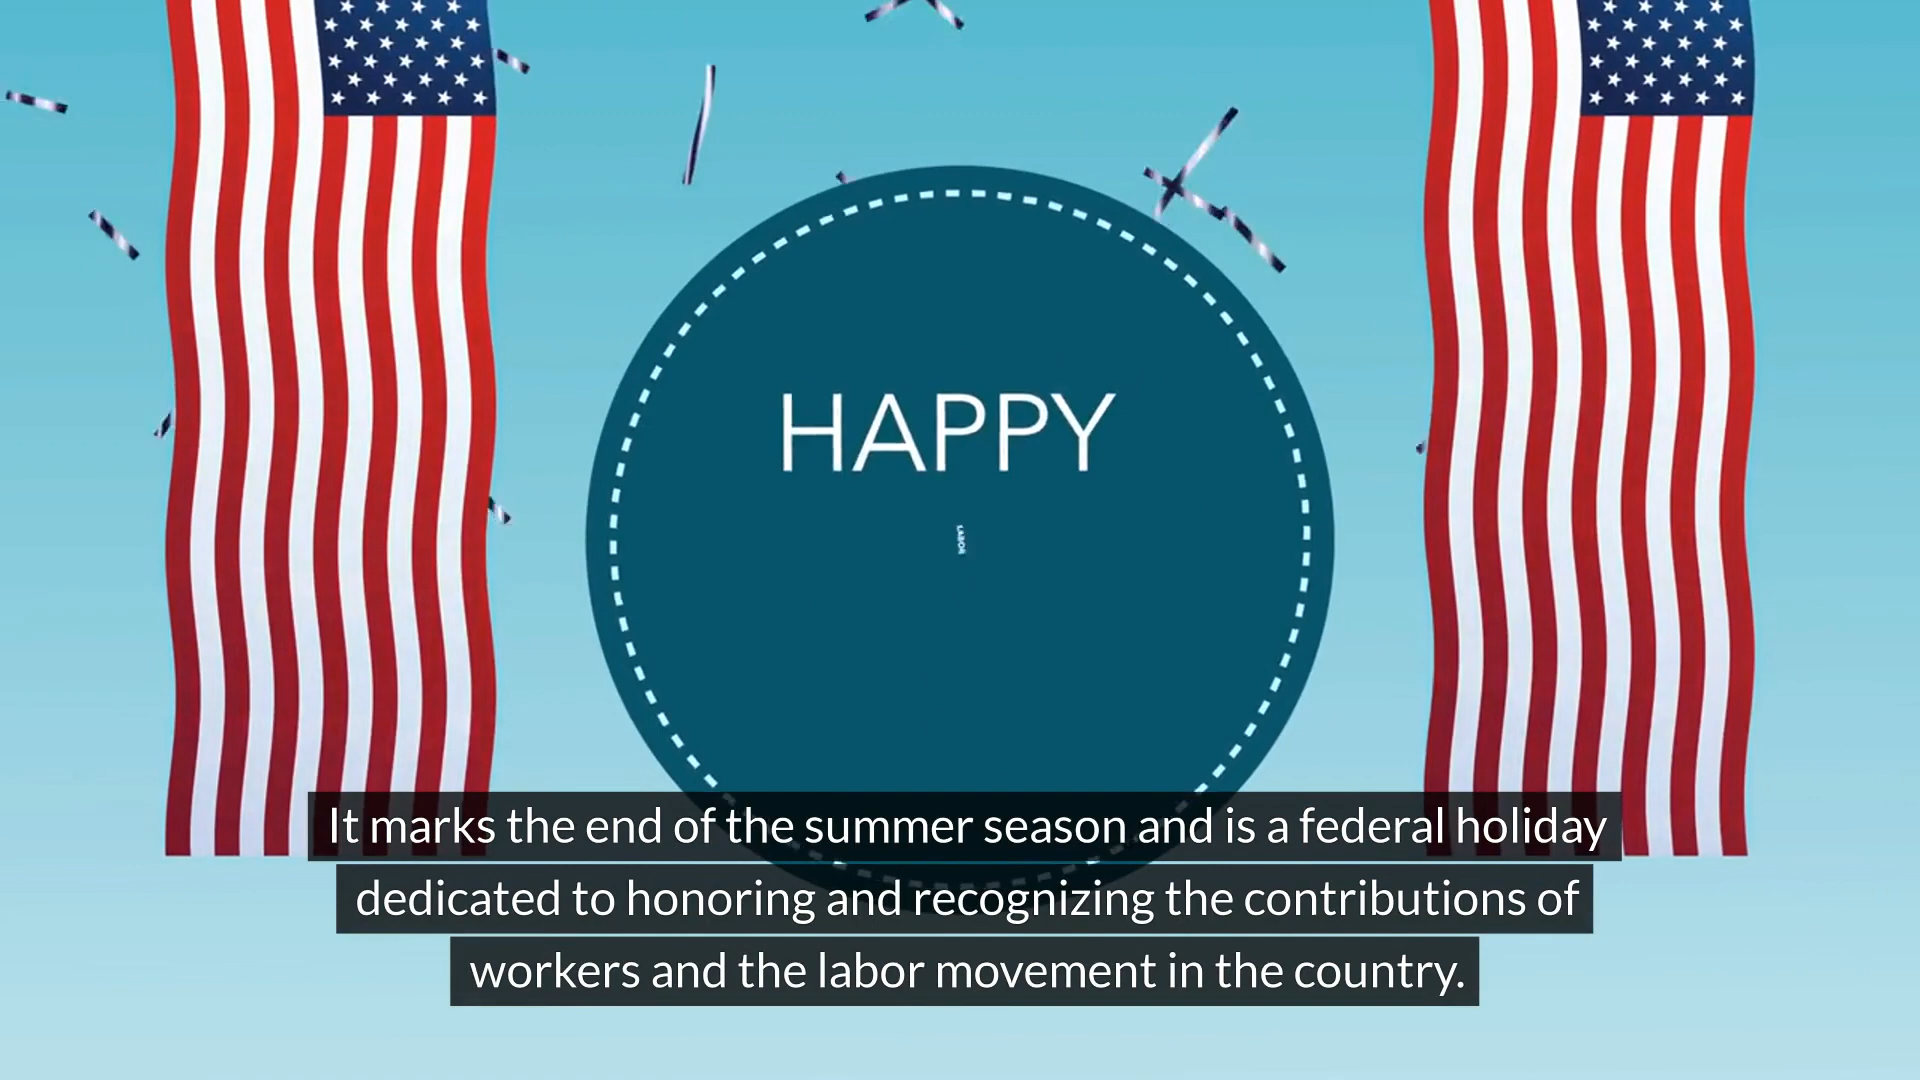 HAPPY
LABOR
It marks the end of the summer season and is a federal holiday
dedicated to honoring and recognizing the contributions of
workers and the labor movement in the country.